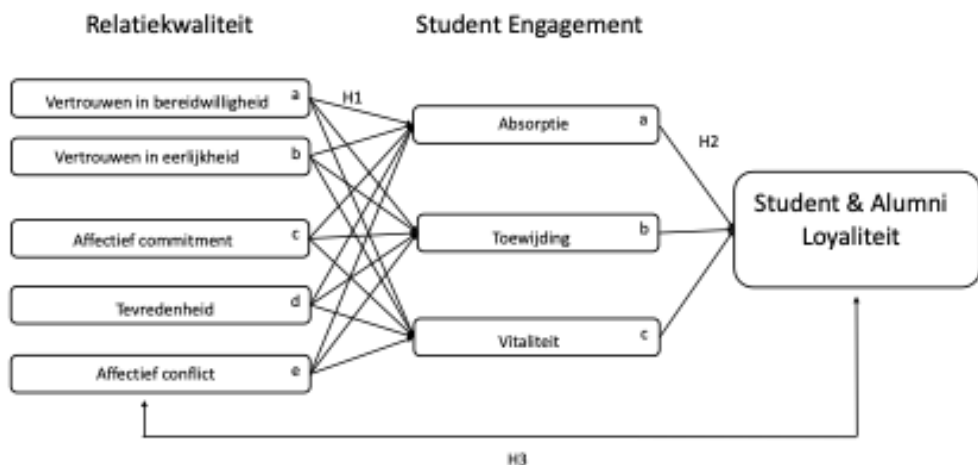 Relatiekwaliteit
Student Engagement
Vertrouwen in bereidwilligheid a
Vertrouwen in eerlijkheid b
Affectief commitment c
Tevredenheid d
Affectief conflict e
H1
Absorptie a
Toewijding b
Vitaliteit c
H2
Student & Alumni
Loyaliteit
H3